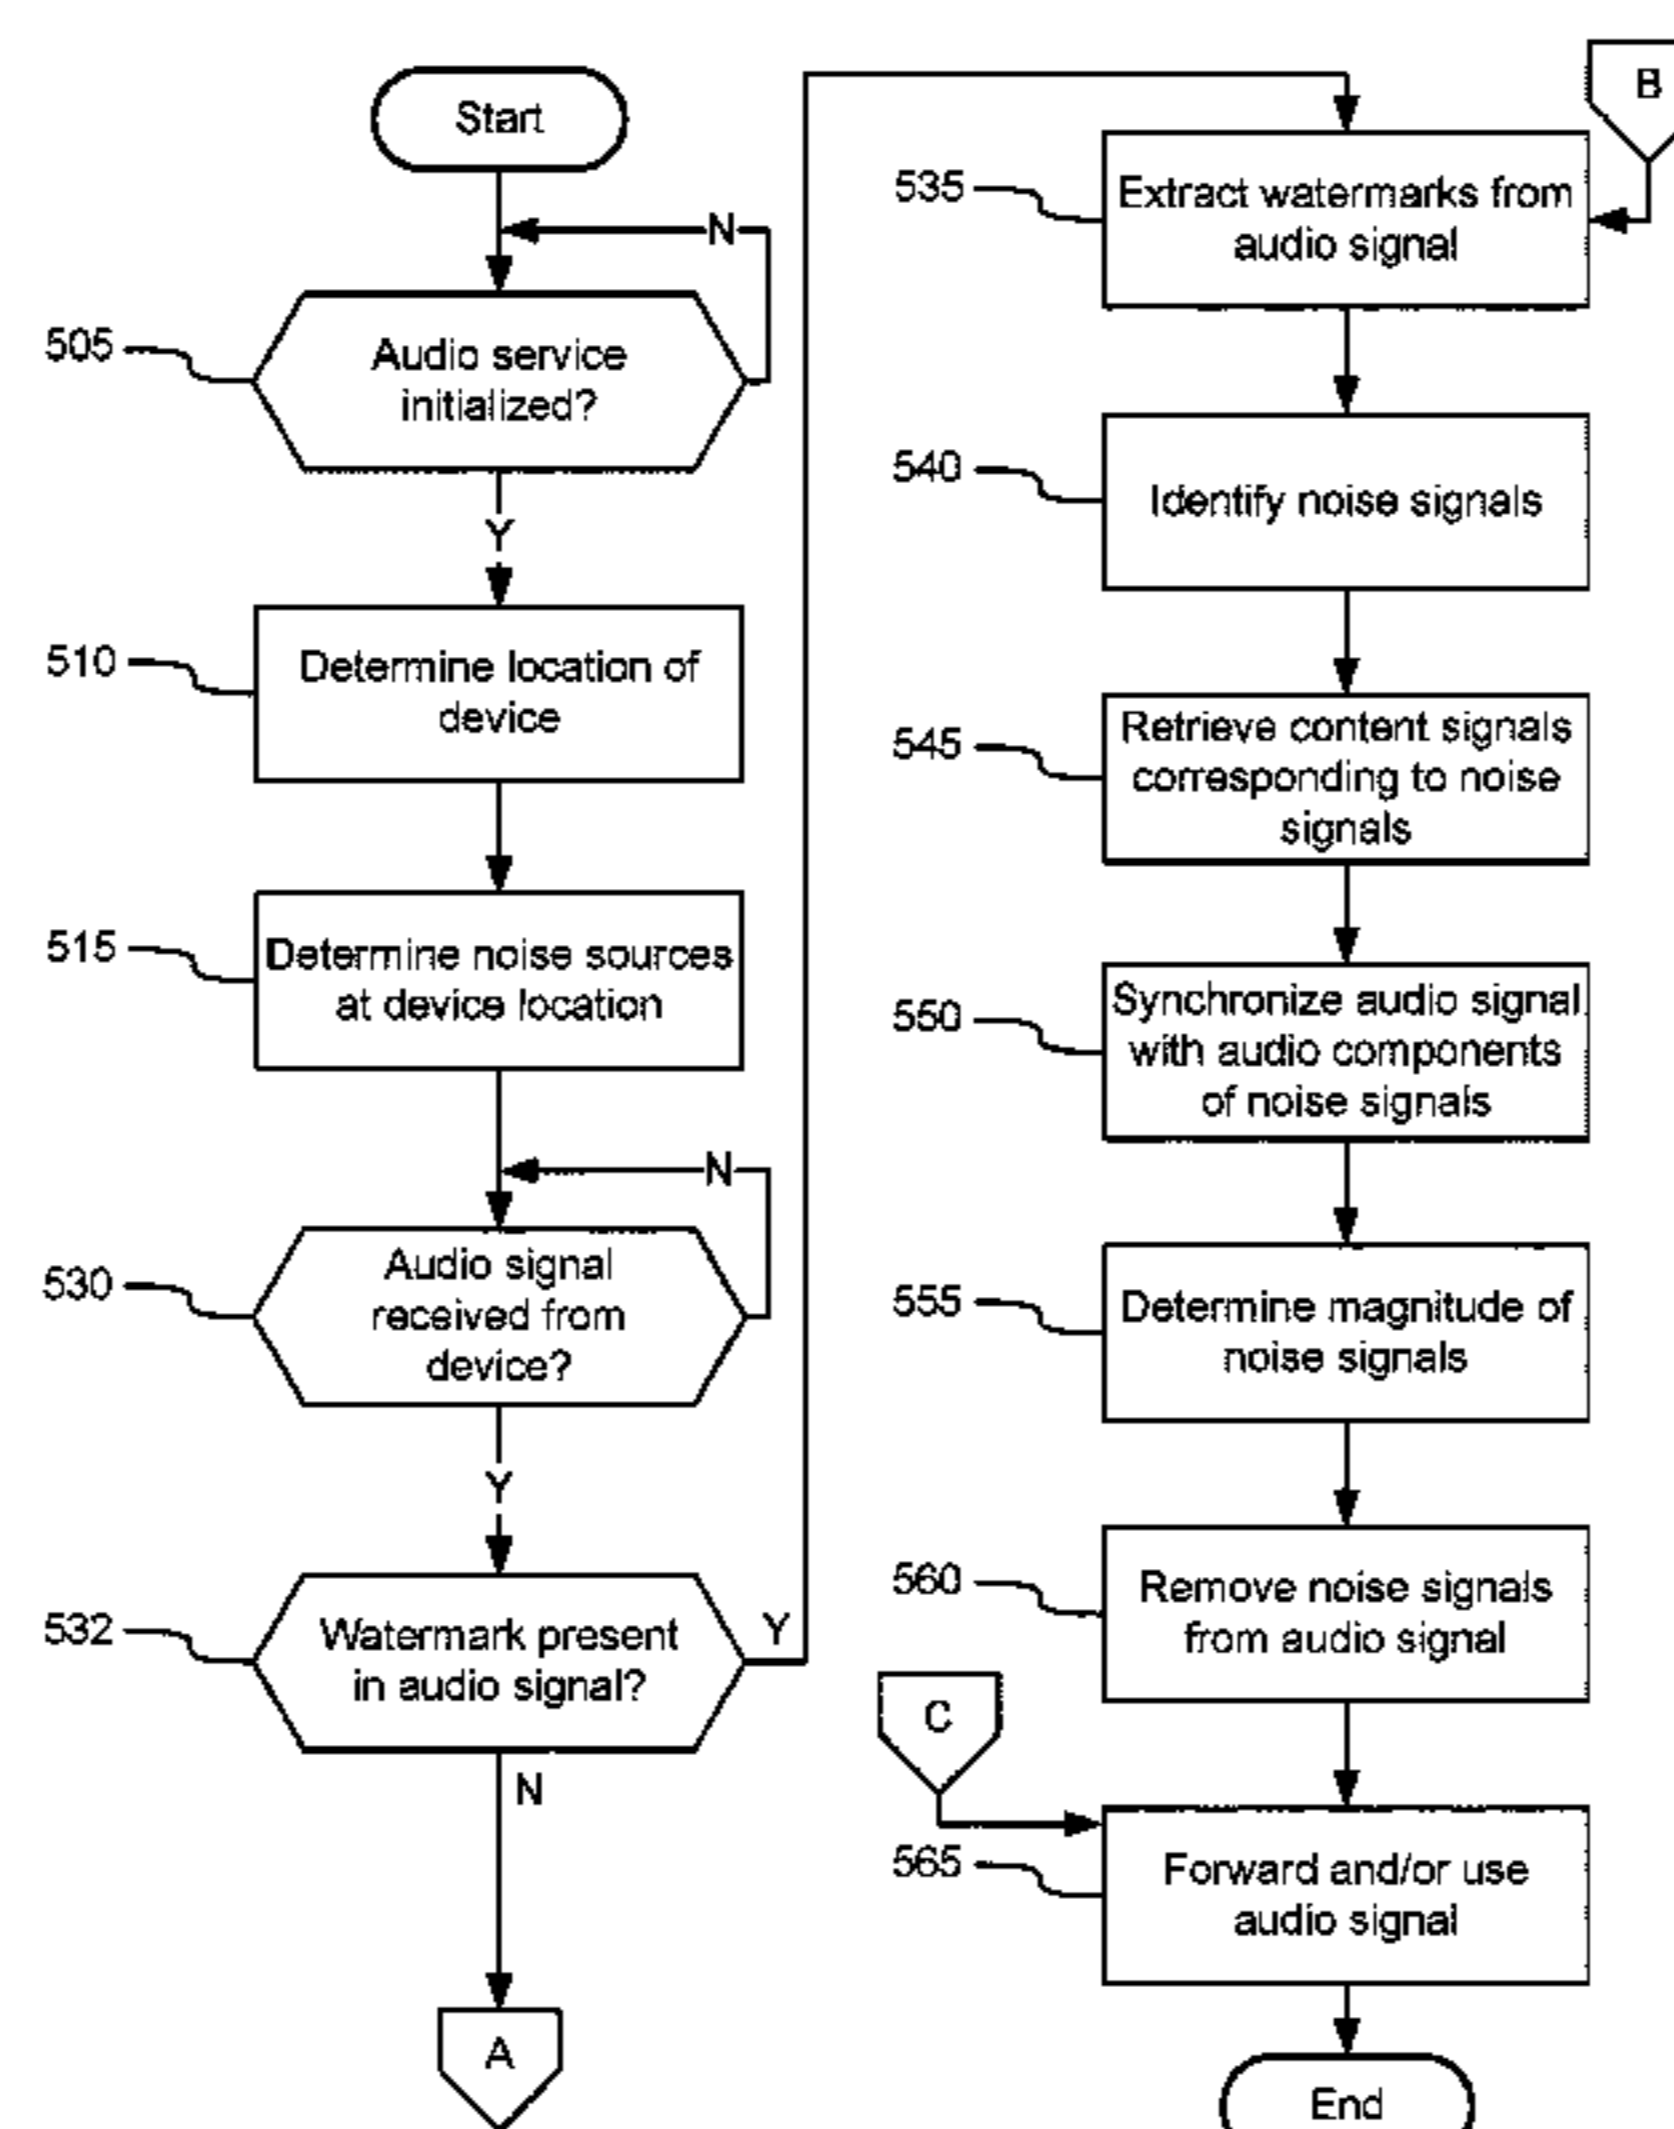 Start
N
505
Audio service
initialized?
Y
510
Determine location of
device
515
Determine noise sources
at device location
N
530
Audio signal
received from
device?
Y
532
Watermark present
in audio signal?
Y
N
A
B
535
Extract watermarks from
audio signal
540
Identify noise signals
545
Retrieve content signals
corresponding to noise
signals
550
Synchronize audio signal
with audio components
of noise signals
555
Determine magnitude of
noise signals
560
Remove noise signals
from audio signal
C
565
Forward and/or use
audio signal
End